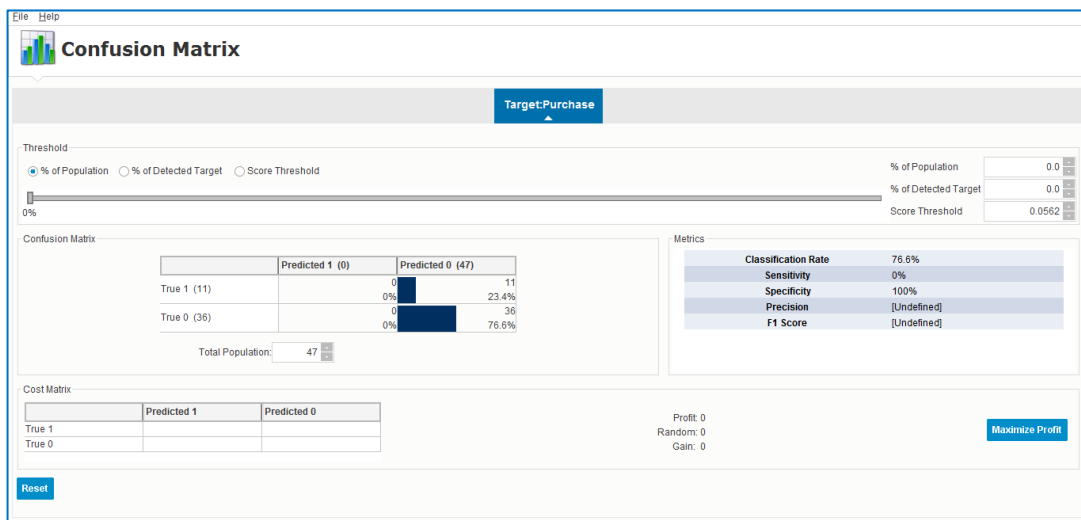 File Help
Confusion Matrix
Target:Purchase
Threshold
% of Population % of Detected Target Score Threshold
0%
% of Population 0.0
% of Detected Target 0.0
Score Threshold 0.0562
Confusion Matrix
Predicted 1 (0) Predicted 0 (47)
True 1 (11) 0 11
0% 23.4%
True 0 (36) 0 36
0% 76.6%
Total Population: 47
Metrics
Classification Rate 76.6%
Sensitivity 0%
Specificity 100%
Precision [Undefined]
F1 Score [Undefined]
Cost Matrix
Predicted 1 Predicted 0
True 1
True 0
Profit: 0
Random: 0
Gain: 0
Maximize Profit
Reset